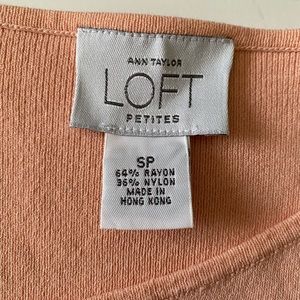 ANN TAYLOR
LOFT
PETITES
SP
64% RAYON
36% NYLON
MADE IN
HONG KONG